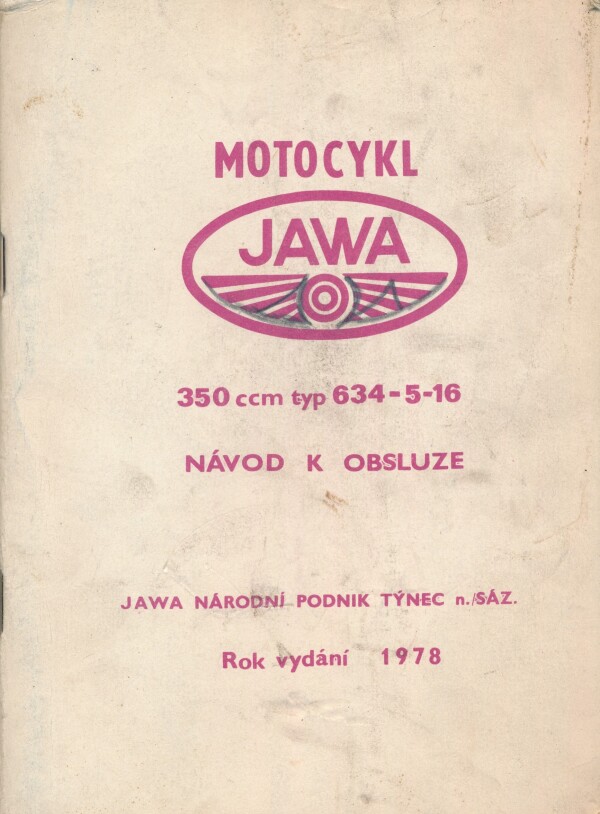 MOTOCYKL
JAWA
350 ccm typ 634-5-16
NÁVOD K OBSLUZE
JAWA NÁRODNÍ PODNIK TÝNEC n./SÁZ.
Rok vydání 1978